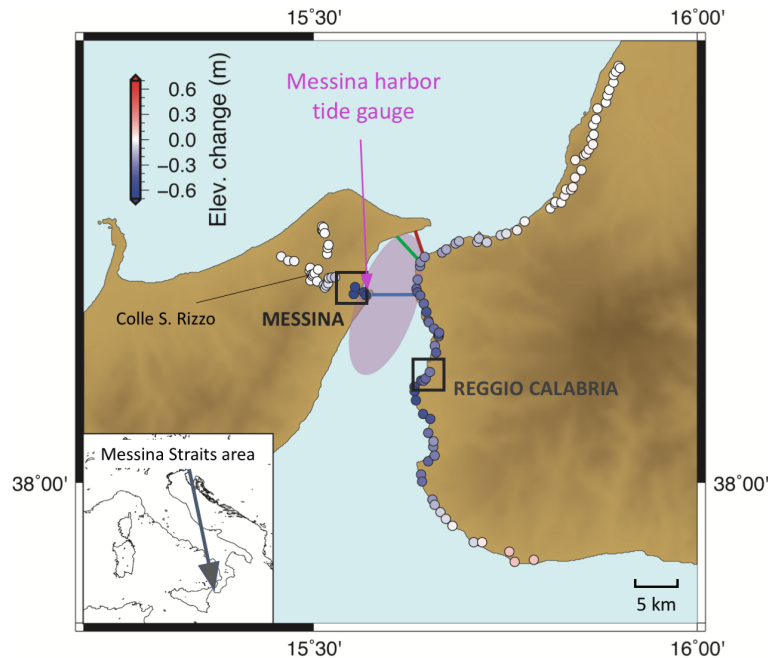 15˚30'
16˚00'
0.6
0.3
0.0
−0.3
−0.6
Elev. change (m)
Messina harbor
tide gauge
Colle S. Rizzo
MESSINA
REGGIO CALABRIA
Messina Straits area
38˚00'
38˚00'
5 km
15˚30'
16˚00'